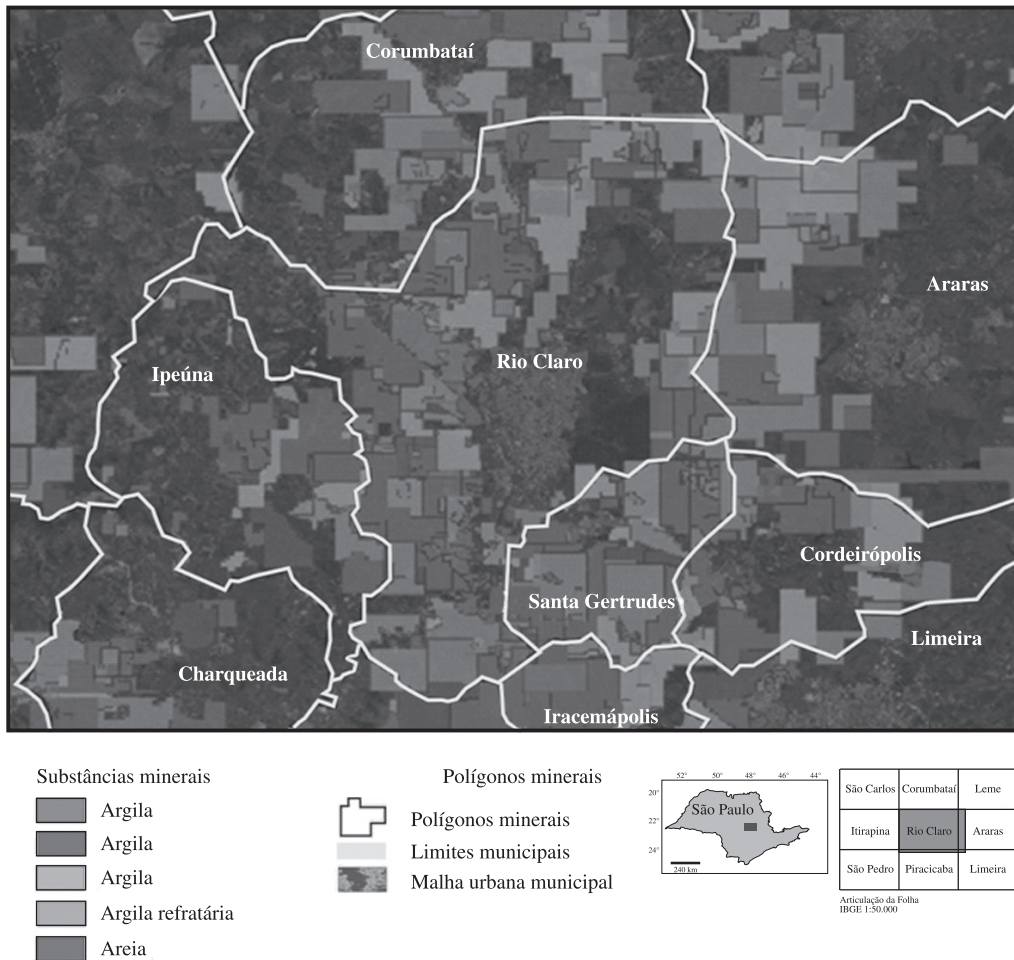 Corumbataí
Araras
Rio Claro
Ipeúna
Cordeirópolis
Santa Gertrudes
Limeira
Charqueada
Iracemápolis
Substâncias minerais
Argila
Argila
Argila
Argila refratária
Areia
Polígonos minerais
Polígonos minerais
Limites municipais
Malha urbana municipal
52° 50° 48° 46° 44°
20°
22°
24°
São Paulo
240 km
São Carlos Corumbataí Leme
Itirapina Rio Claro Araras
São Pedro Piracicaba Limeira
Articulação da Folha
IBGE 1:50.000